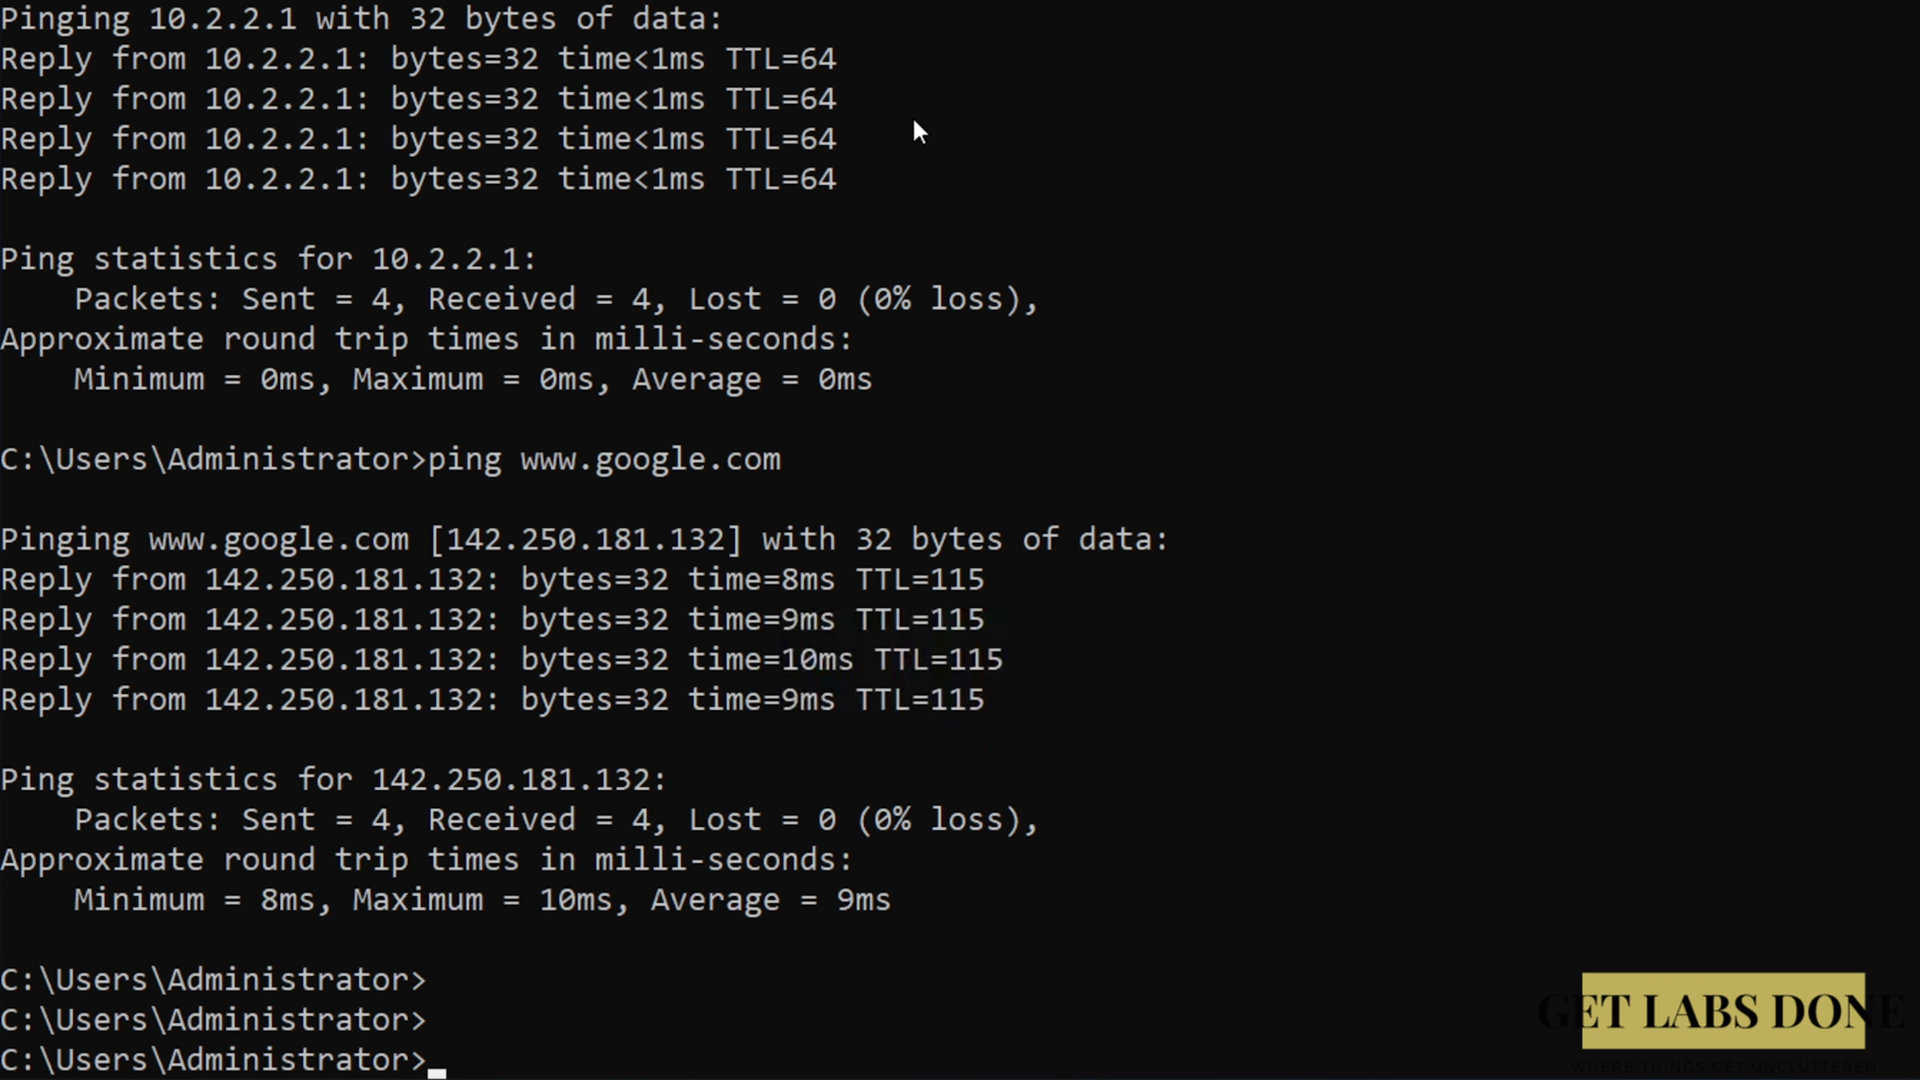 Pinging 10.2.2.1 with 32 bytes of data:
Reply from 10.2.2.1: bytes=32 time<1ms TTL=64
Reply from 10.2.2.1: bytes=32 time<1ms TTL=64
Reply from 10.2.2.1: bytes=32 time<1ms TTL=64
Reply from 10.2.2.1: bytes=32 time<1ms TTL=64
Ping statistics for 10.2.2.1:
    Packets: Sent = 4, Received = 4, Lost = 0 (0% loss),
Approximate round trip times in milli-seconds:
    Minimum = 0ms, Maximum = 0ms, Average = 0ms
C:\Users\Administrator>ping www.google.com
Pinging www.google.com [142.250.181.132] with 32 bytes of data:
Reply from 142.250.181.132: bytes=32 time=8ms TTL=115
Reply from 142.250.181.132: bytes=32 time=9ms TTL=115
Reply from 142.250.181.132: bytes=32 time=10ms TTL=115
Reply from 142.250.181.132: bytes=32 time=9ms TTL=115
Ping statistics for 142.250.181.132:
    Packets: Sent = 4, Received = 4, Lost = 0 (0% loss),
Approximate round trip times in milli-seconds:
    Minimum = 8ms, Maximum = 10ms, Average = 9ms
C:\Users\Administrator>
C:\Users\Administrator>
C:\Users\Administrator>
GET LABS DONE
WHERE THINGS GET UNCLUTTERED